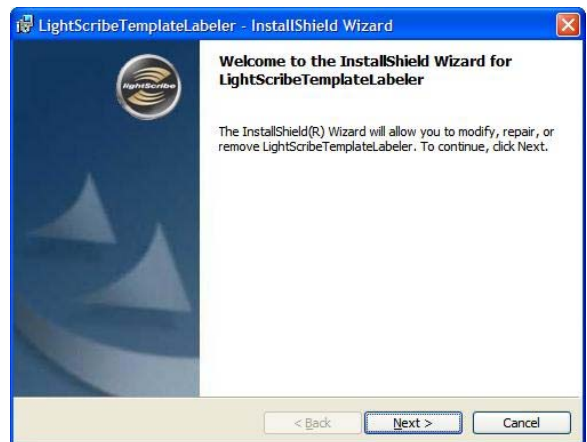 LightScribeTemplateLabeler - InstallShield Wizard
lightScribe
Welcome to the InstallShield Wizard for
LightScribeTemplateLabeler
The InstallShield(R) Wizard will allow you to modify, repair, or
remove LightScribeTemplateLabeler. To continue, click Next.
< Back
Next >
Cancel